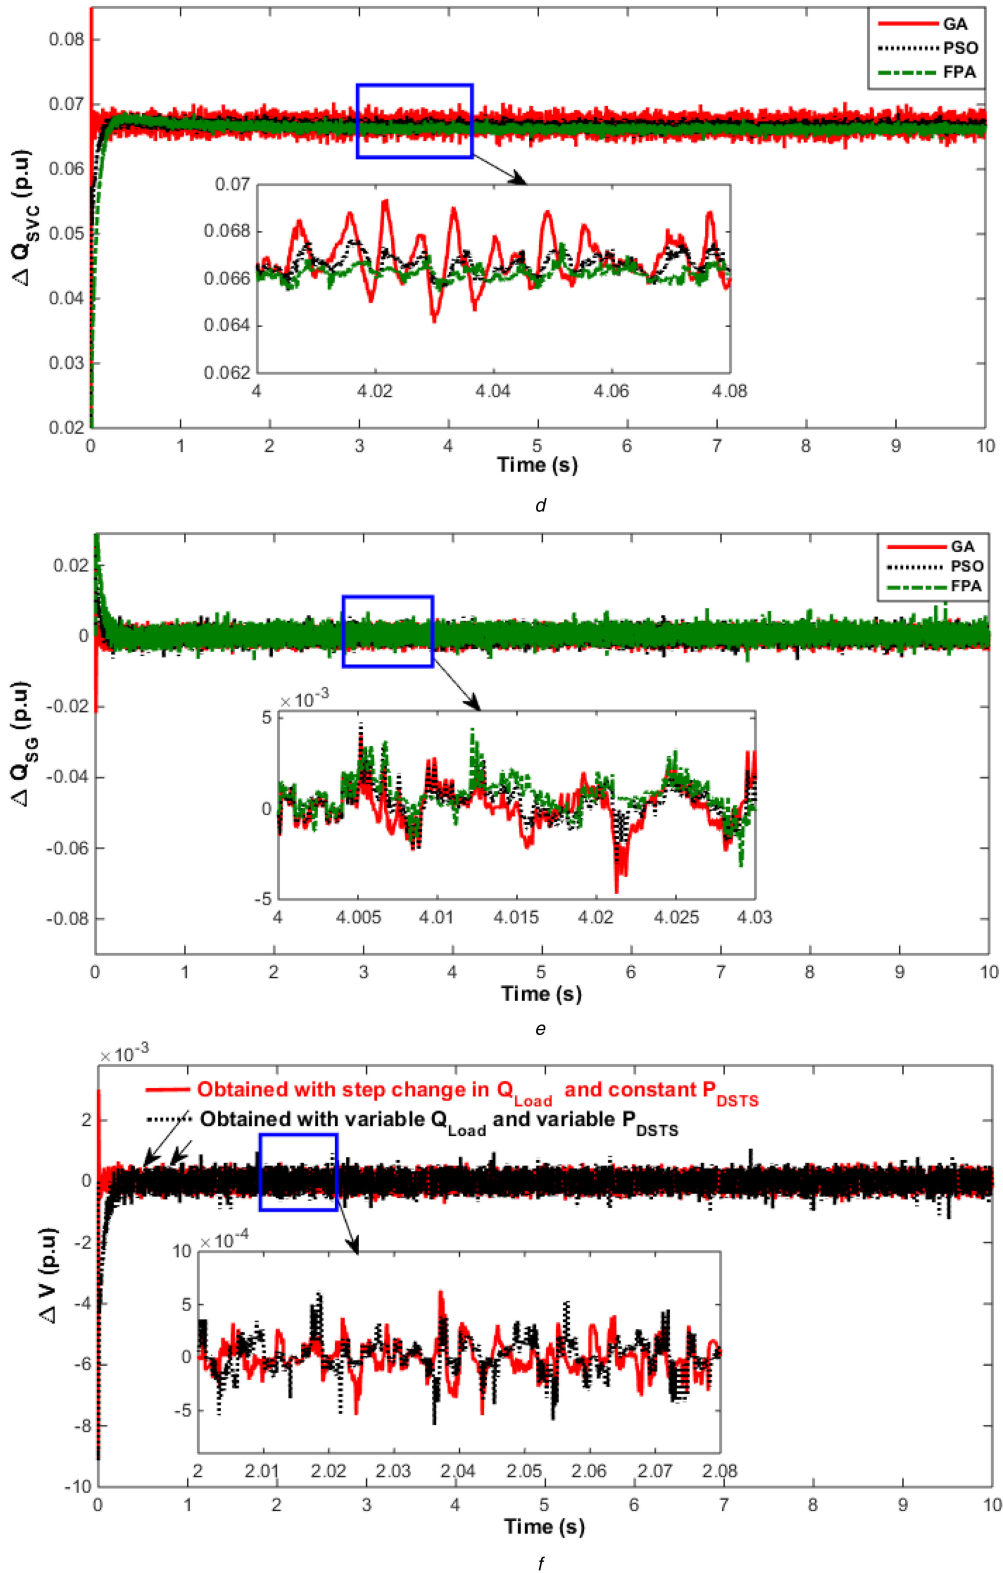 0.08
0.07
0.06
0.05
0.04
0.03
0.02
Δ Q_SVC (p.u)
GA
PSO
FPA
0.07
0.068
0.066
0.064
0.062
4 4.02 4.04 4.06 4.08
0 1 2 3 4 5 6 7 8 9 10
Time (s)
d
0.02
0
-0.02
-0.04
-0.06
-0.08
Δ Q_SG (p.u)
GA
PSO
FPA
×10^-3
5
0
-5
4 4.005 4.01 4.015 4.02 4.025 4.03
0 1 2 3 4 5 6 7 8 9 10
Time (s)
e
×10^-3
2
0
-2
-4
-6
-8
-10
Δ V (p.u)
Obtained with step change in Q_Load and constant P_DSTS
Obtained with variable Q_Load and variable P_DSTS
10 ×10^-4
5
0
-5
2 2.01 2.02 2.03 2.04 2.05 2.06 2.07 2.08
0 1 2 3 4 5 6 7 8 9 10
Time (s)
f